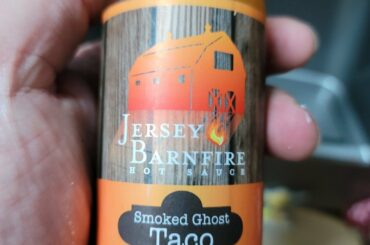 JERSEY
BARNFIRE
HOT SAUCE
Smoked Ghost
Taco